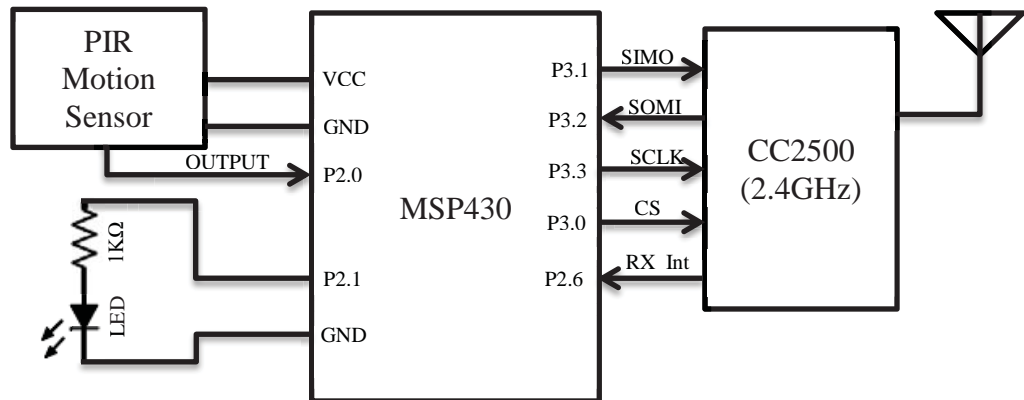 PIR
Motion
Sensor
VCC
GND
OUTPUT
P2.0
1KΩ
LED
P2.1
GND
MSP430
P3.1
SIMO
P3.2
SOMI
P3.3
SCLK
P3.0
CS
P2.6
RX Int
CC2500
(2.4GHz)